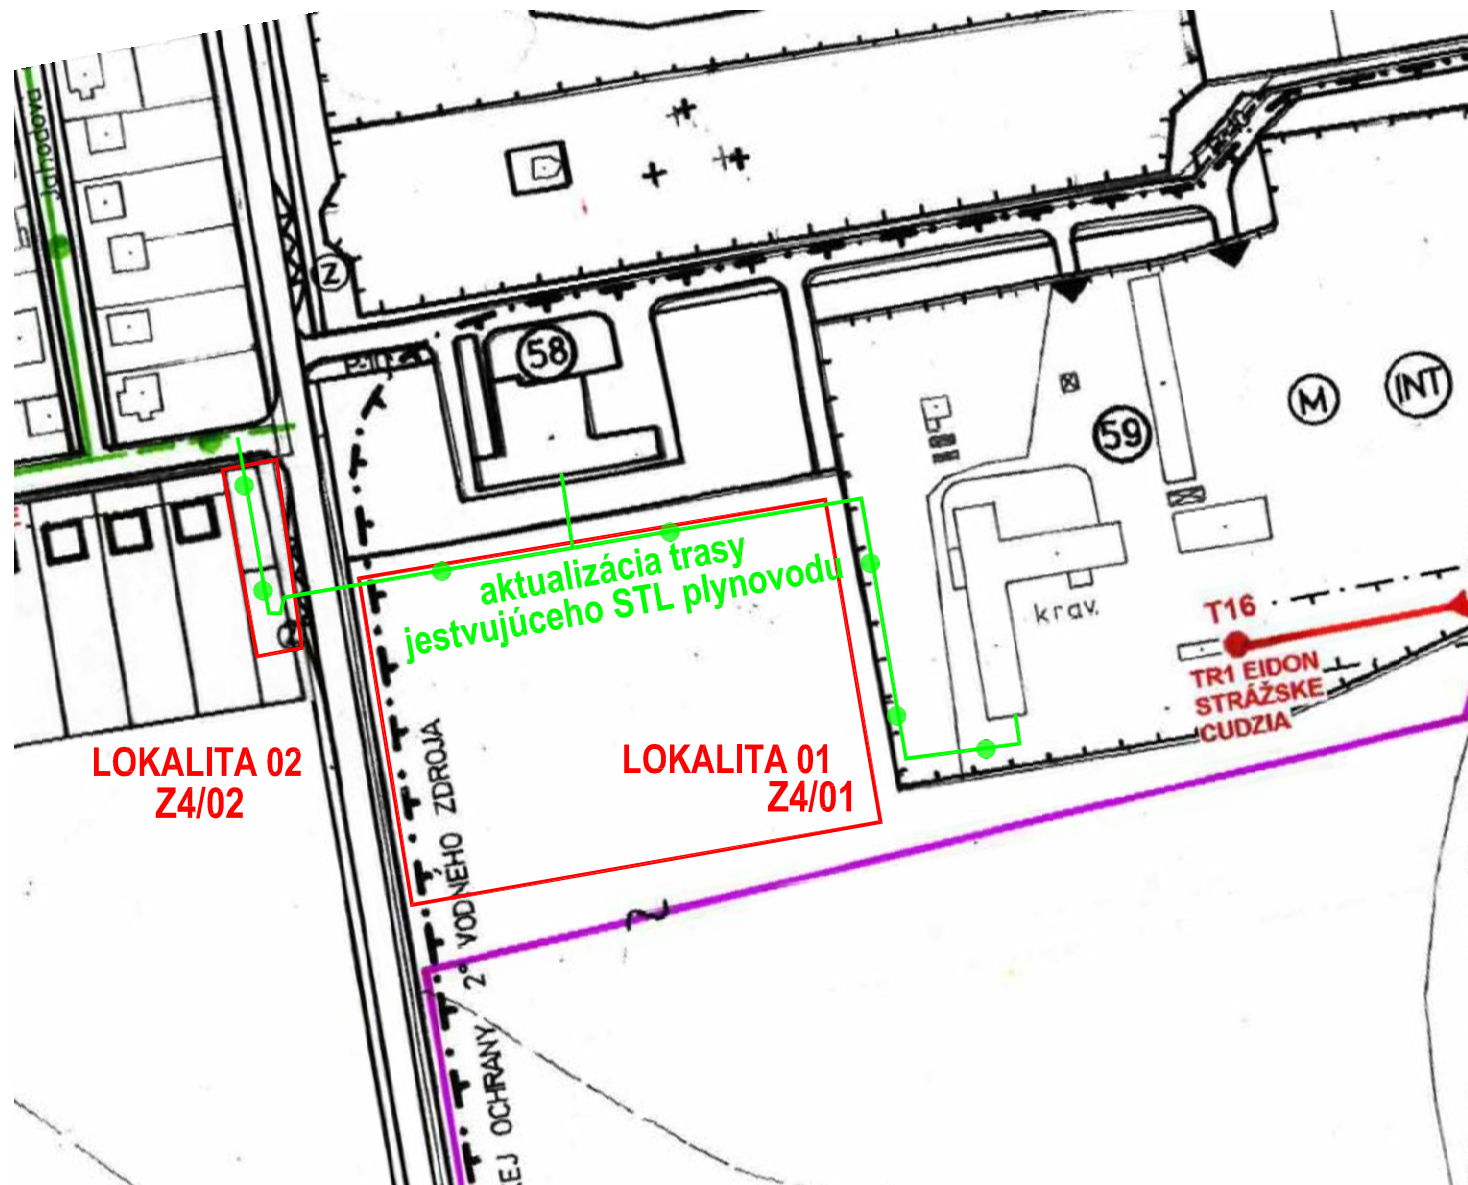 Jahodová
Z
58
59
M
INT
aktualizácia trasy
jestvujúceho STL plynovodu
krav.
T16
TR1 EIDON
STRÁŽSKE
CUDZIA
LOKALITA 02
Z4/02
LOKALITA 01
Z4/01
EJ OCHRANY 2° VODNÉHO ZDROJA